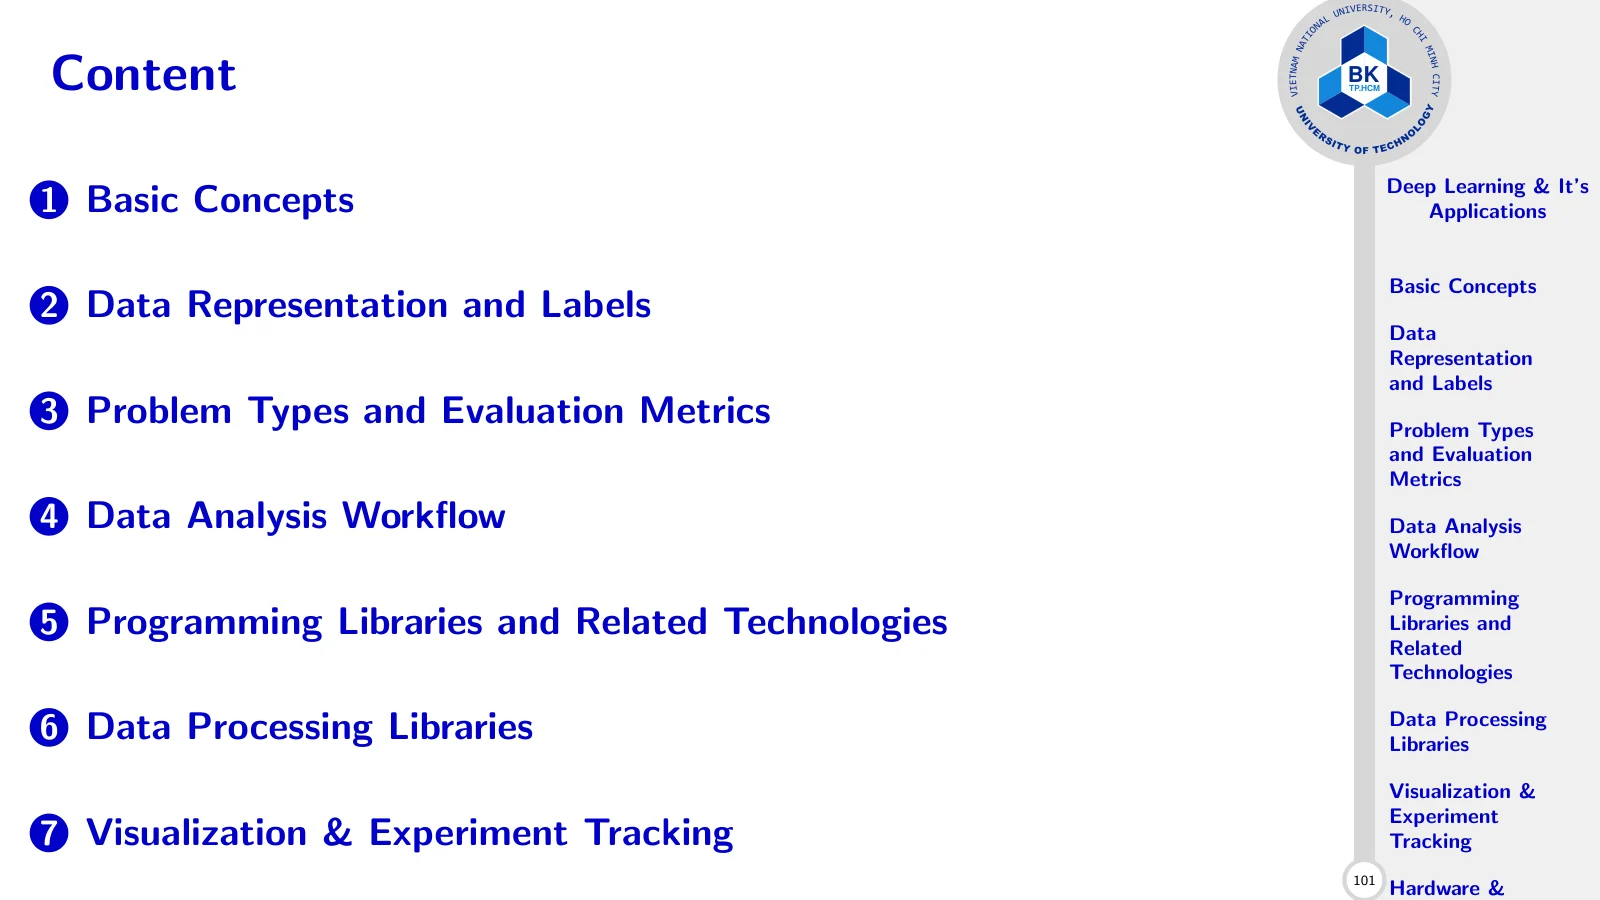 Content
1 Basic Concepts
2 Data Representation and Labels
3 Problem Types and Evaluation Metrics
4 Data Analysis Workflow
5 Programming Libraries and Related Technologies
6 Data Processing Libraries
7 Visualization & Experiment Tracking
VIETNAM NATIONAL UNIVERSITY, HO CHI MINH CITY
BK
TP.HCM
UNIVERSITY OF TECHNOLOGY
Deep Learning & It's
Applications
Basic Concepts
Data
Representation
and Labels
Problem Types
and Evaluation
Metrics
Data Analysis
Workflow
Programming
Libraries and
Related
Technologies
Data Processing
Libraries
Visualization &
Experiment
Tracking
Hardware &
101